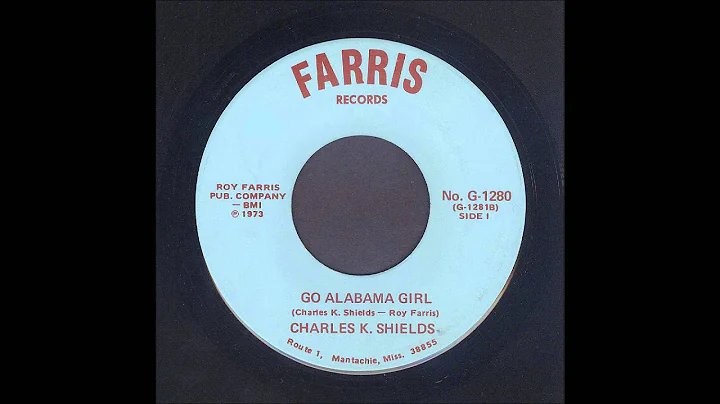 FARRIS
RECORDS
ROY FARRIS
PUB. COMPANY
— BMI
℗ 1973
No. G-1280
(G-1281B)
SIDE I
GO ALABAMA GIRL
(Charles K. Shields — Roy Farris)
CHARLES K. SHIELDS
Route 1, Mantachie, Miss. 38855